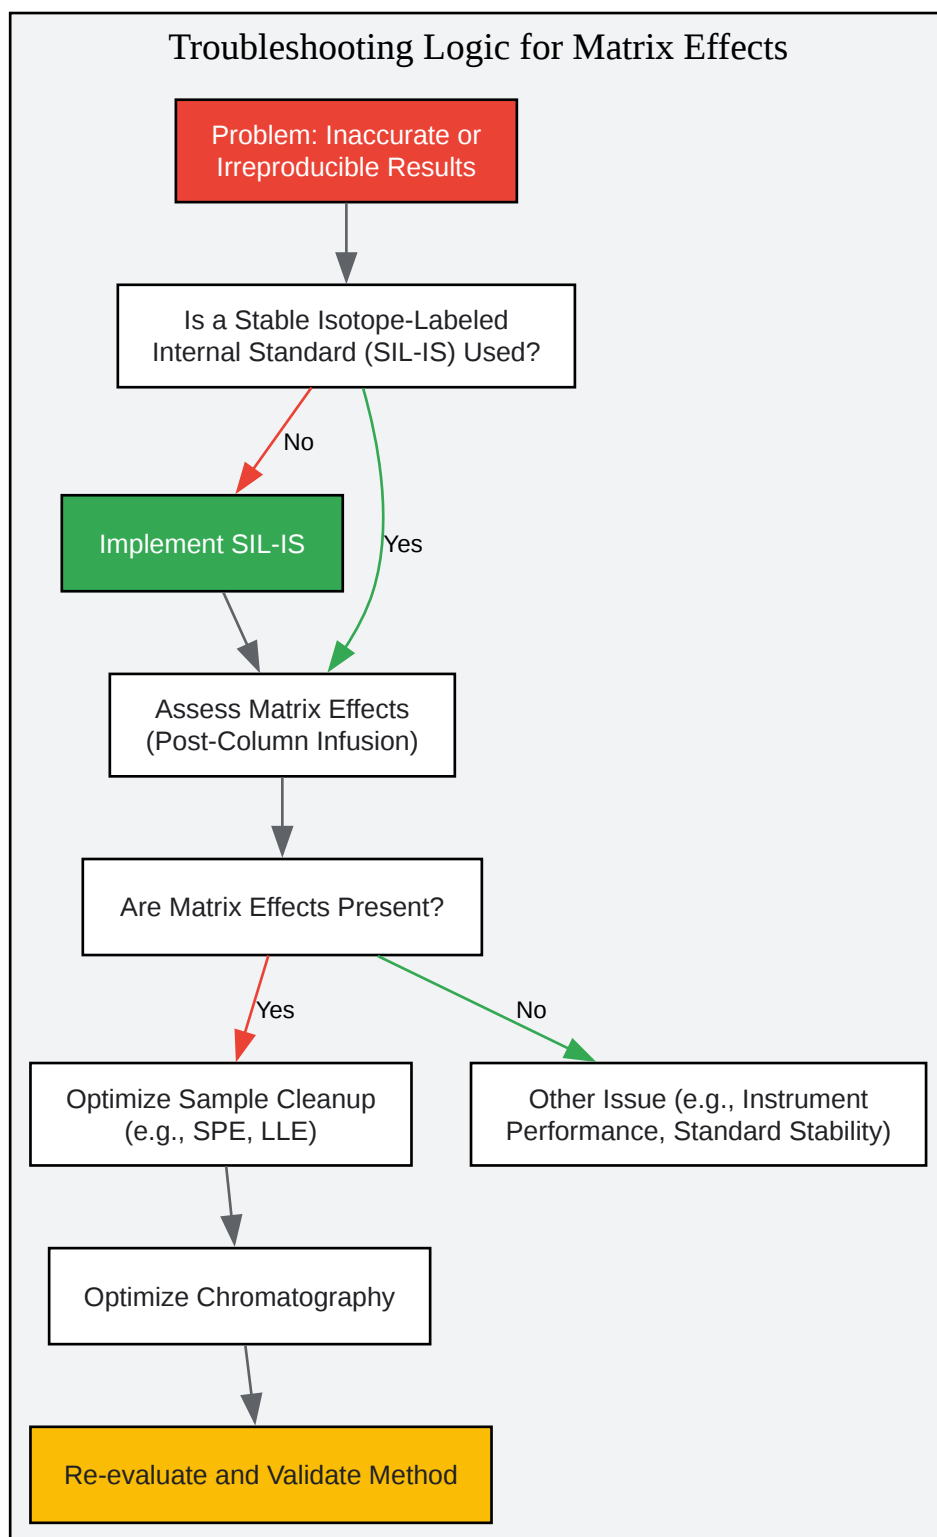 Troubleshooting Logic for Matrix Effects
Problem: Inaccurate or
Irreproducible Results
Is a Stable Isotope-Labeled
Internal Standard (SIL-IS) Used?
No
Implement SIL-IS
Yes
Assess Matrix Effects
(Post-Column Infusion)
Are Matrix Effects Present?
Yes
No
Optimize Sample Cleanup
(e.g., SPE, LLE)
Other Issue (e.g., Instrument
Performance, Standard Stability)
Optimize Chromatography
Re-evaluate and Validate Method